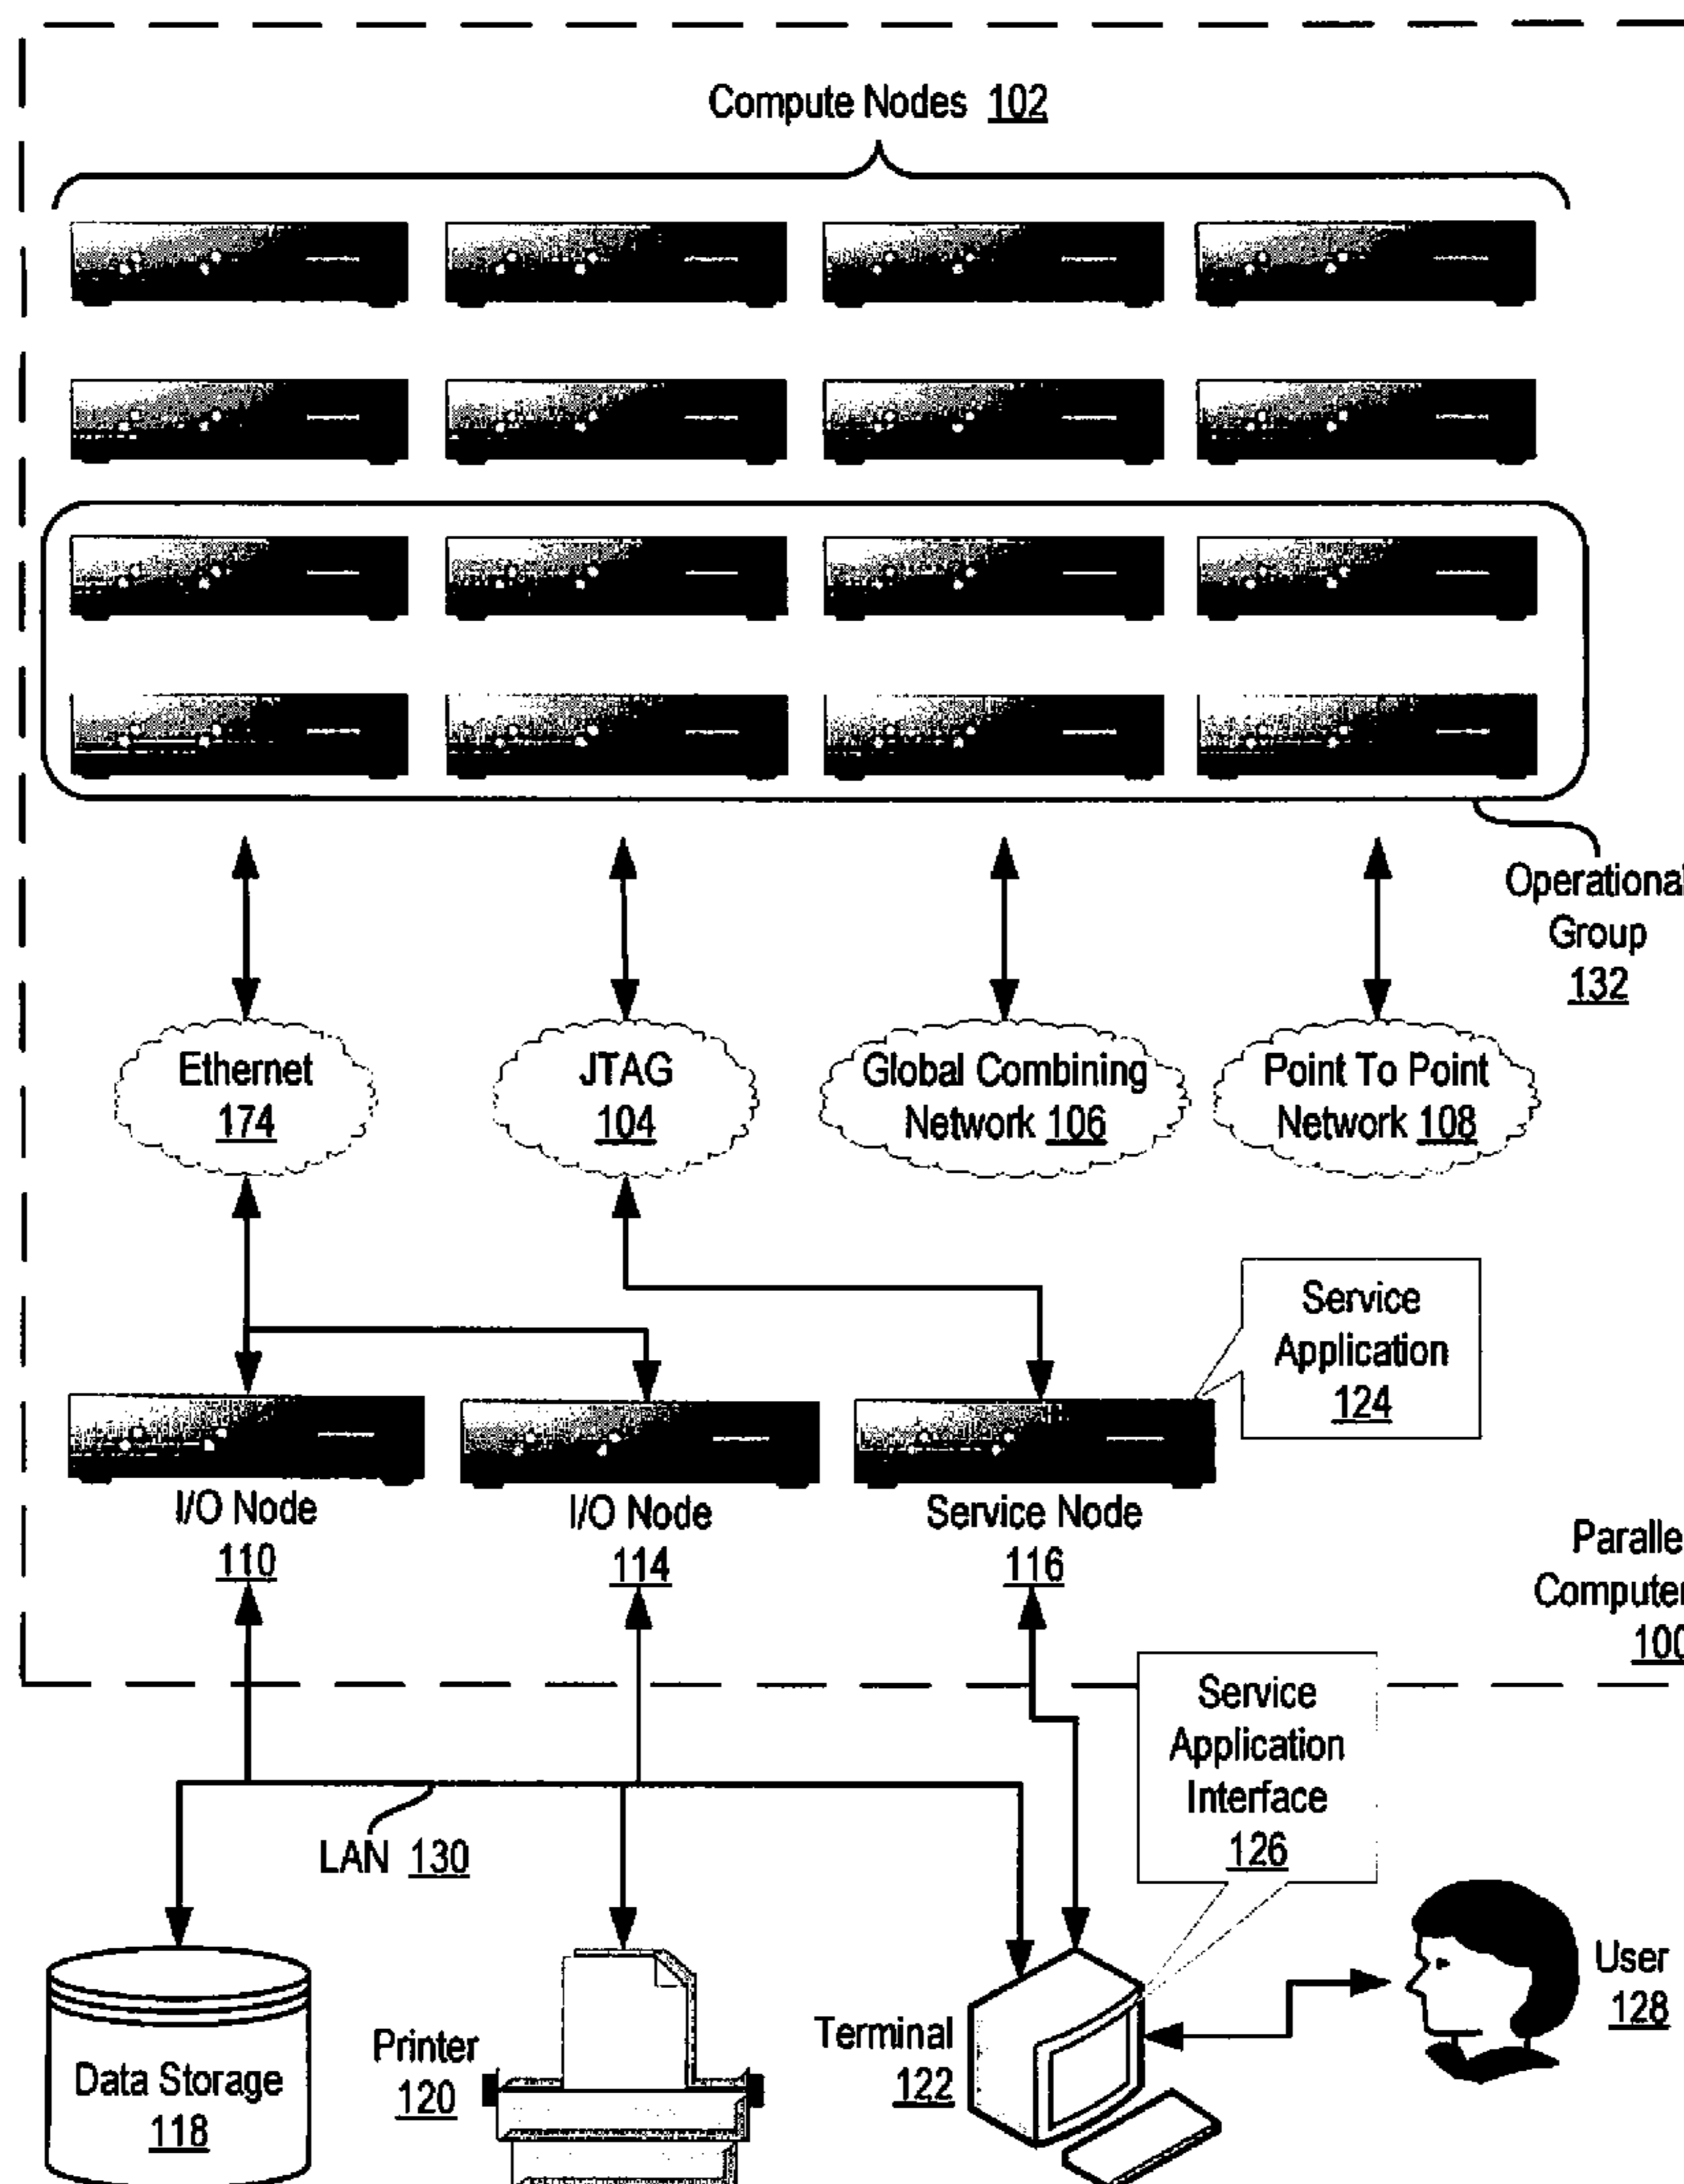 Compute Nodes 102
Operational
Group
132
Ethernet
174
JTAG
104
Global Combining
Network 106
Point To Point
Network 108
Service
Application
124
I/O Node
110
I/O Node
114
Service Node
116
Paralle
Computer
100
Service
Application
Interface
126
LAN 130
Data Storage
118
Printer
120
Terminal
122
User
128